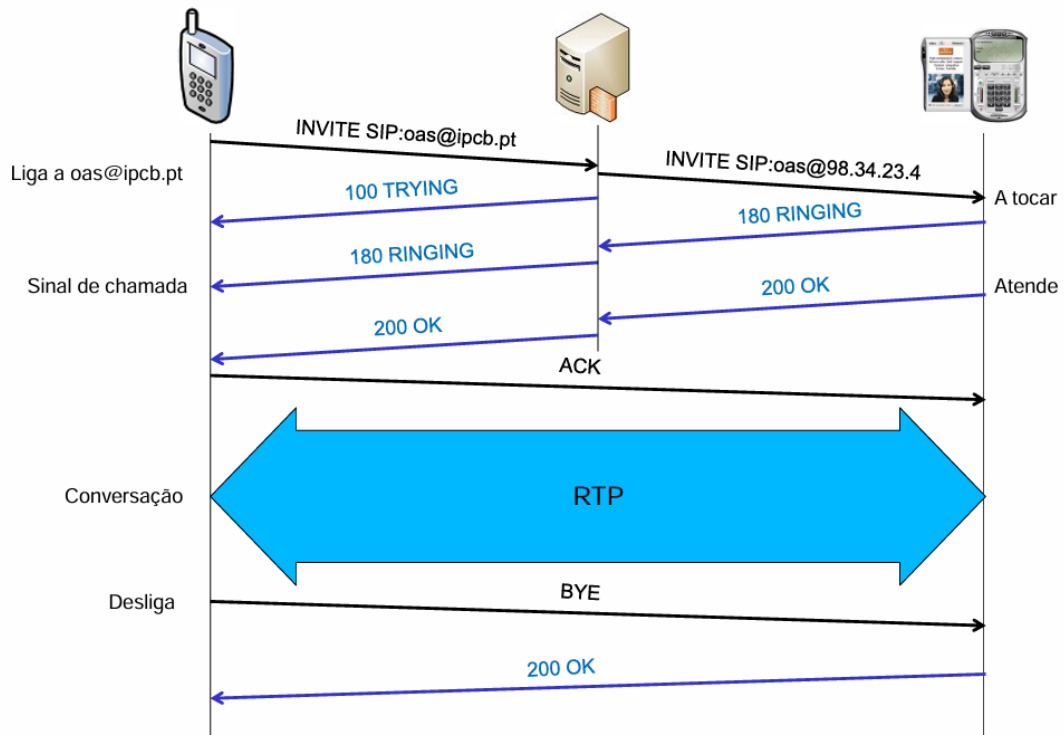 INVITE SIP:oas@ipcb.pt
INVITE SIP:oas@98.34.23.4
Liga a oas@ipcb.pt
100 TRYING
A tocar
180 RINGING
180 RINGING
Sinal de chamada
200 OK
Atende
200 OK
ACK
Conversação
RTP
Desliga
BYE
200 OK